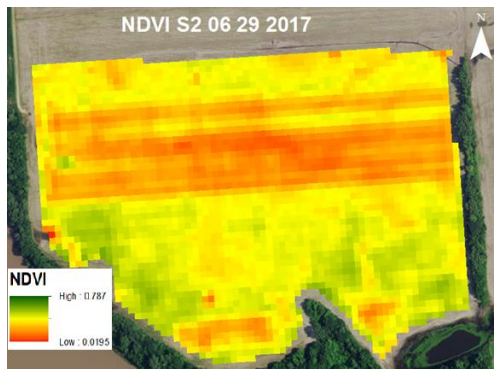 NDVI S2 06 29 2017
N
NDVI
High : 0.787
Low : 0.0195